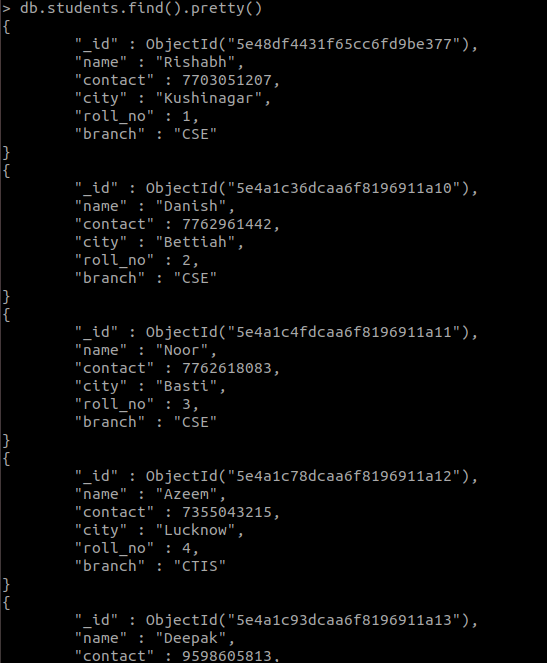 > db.students.find().pretty()
{
        "_id" : ObjectId("5e48df4431f65cc6fd9be377"),
        "name" : "Rishabh",
        "contact" : 7703051207,
        "city" : "Kushinagar",
        "roll_no" : 1,
        "branch" : "CSE"
}
{
        "_id" : ObjectId("5e4a1c36dcaa6f8196911a10"),
        "name" : "Danish",
        "contact" : 7762961442,
        "city" : "Bettiah",
        "roll_no" : 2,
        "branch" : "CSE"
}
{
        "_id" : ObjectId("5e4a1c4fdcaa6f8196911a11"),
        "name" : "Noor",
        "contact" : 7762618083,
        "city" : "Basti",
        "roll_no" : 3,
        "branch" : "CSE"
}
{
        "_id" : ObjectId("5e4a1c78dcaa6f8196911a12"),
        "name" : "Azeem",
        "contact" : 7355043215,
        "city" : "Lucknow",
        "roll_no" : 4,
        "branch" : "CTIS"
}
{
        "_id" : ObjectId("5e4a1c93dcaa6f8196911a13"),
        "name" : "Deepak",
        "contact" : 9598605813,